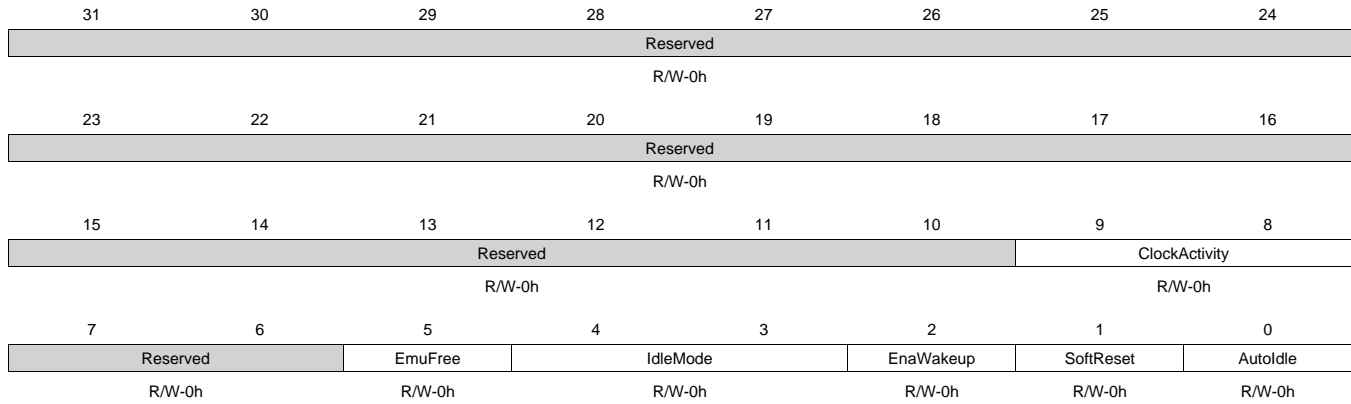 31 30 29 28 27 26 25 24
Reserved
R/W-0h
23 22 21 20 19 18 17 16
Reserved
R/W-0h
15 14 13 12 11 10 9 8
Reserved ClockActivity
R/W-0h R/W-0h
7 6 5 4 3 2 1 0
Reserved EmuFree IdleMode EnaWakeup SoftReset AutoIdle
R/W-0h R/W-0h R/W-0h R/W-0h R/W-0h R/W-0h